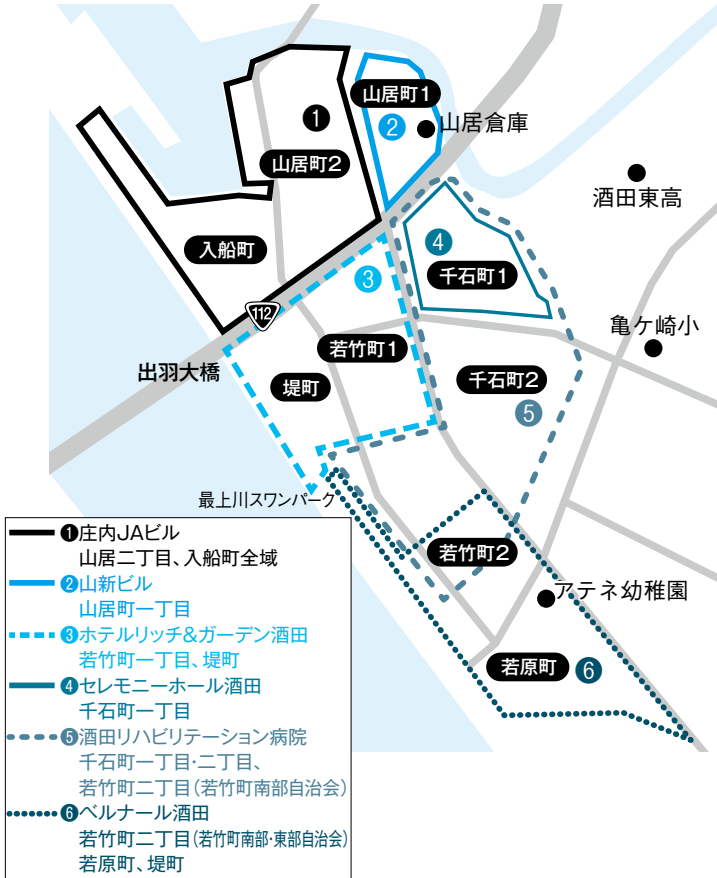 山居町1
❷
山居倉庫
❶
山居町2
酒田東高
入船町
❹
千石町1
❸
112
若竹町1
亀ケ崎小
出羽大橋
堤町
千石町2
❺
最上川スワンパーク
若竹町2
アテネ幼稚園
若原町
❻
❶庄内JAビル
山居二丁目、入船町全域
❷山新ビル
山居町一丁目
❸ホテルリッチ&ガーデン酒田
若竹町一丁目、堤町
❹セレモニーホール酒田
千石町一丁目
❺酒田リハビリテーション病院
千石町一丁目・二丁目、
若竹町二丁目(若竹町南部自治会)
❻ベルナール酒田
若竹町二丁目(若竹町南部・東部自治会)
若原町、堤町